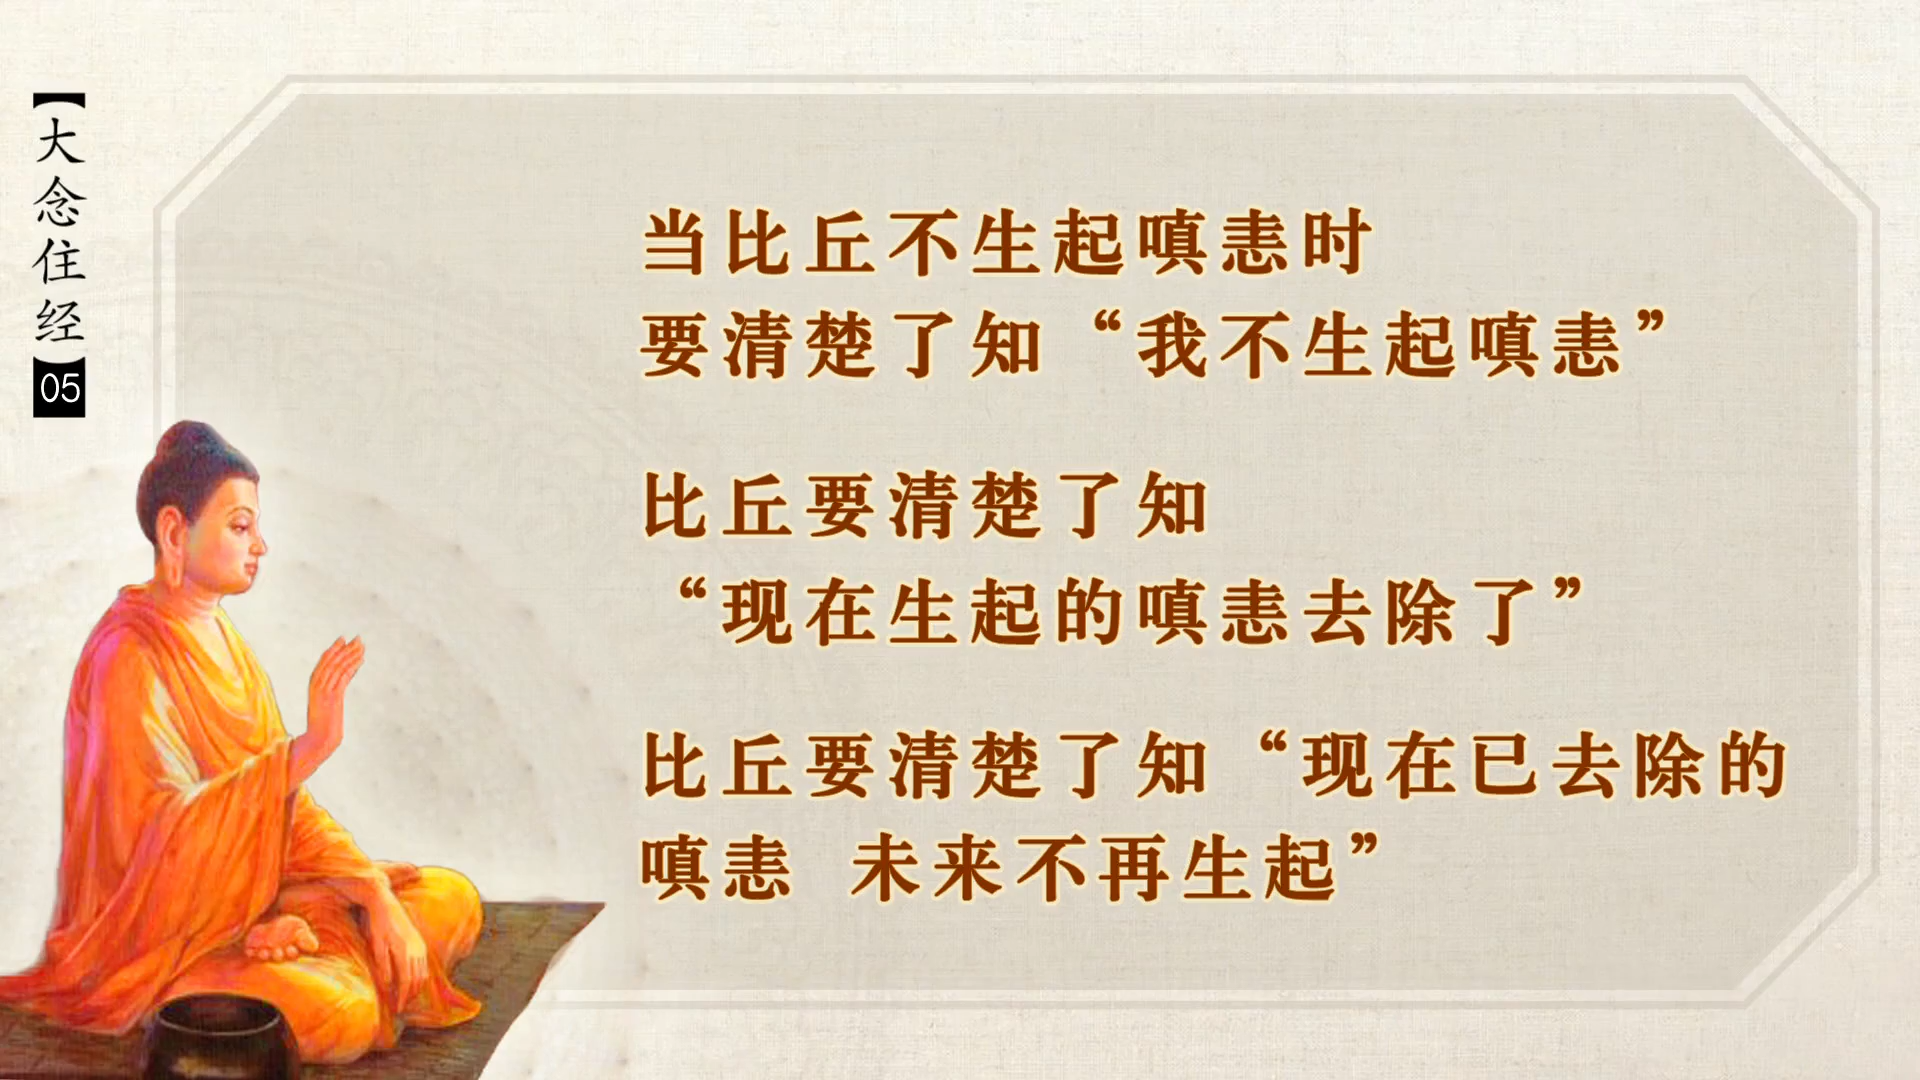 【大念住经】
05
当比丘不生起嗔恚时
要清楚了知“我不生起嗔恚”
比丘要清楚了知
“现在生起的嗔恚去除了”
比丘要清楚了知“现在已去除的
嗔恚 未来不再生起”